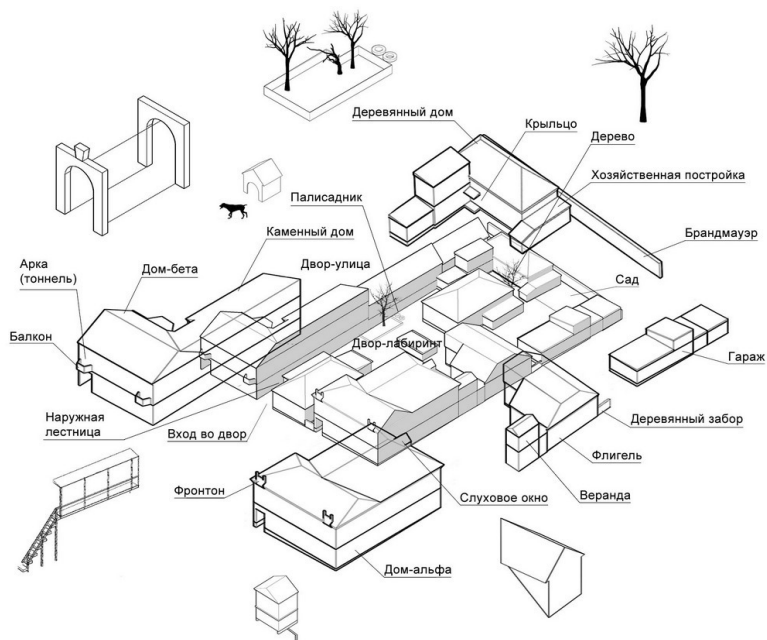 Деревянный дом
Крыльцо
Дерево
Хозяйственная постройка
Палисадник
Каменный дом
Брандмауэр
Двор-улица
Арка
(тоннель)
Дом-бета
Сад
Балкон
Двор-лабиринт
Гараж
Наружная
лестница
Вход во двор
Деревянный забор
Флигель
Фронтон
Слуховое окно
Веранда
Дом-альфа